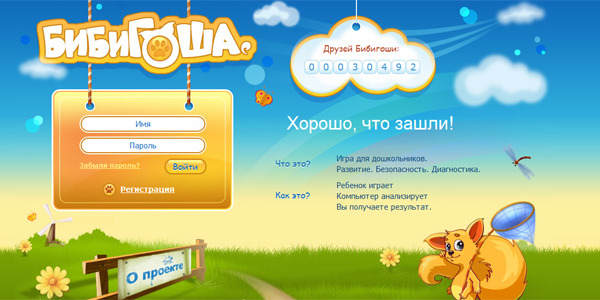 БИБИГОША
Друзей Бибигоши:
00030492
Имя
Пароль
Забыли пароль?
Войти
Регистрация
Хорошо, что зашли!
Что это?
Игра для дошкольников.
Развитие. Безопасность. Диагностика.
Как это?
Ребенок играет
Компьютер анализирует
Вы получаете результат.
О проекте